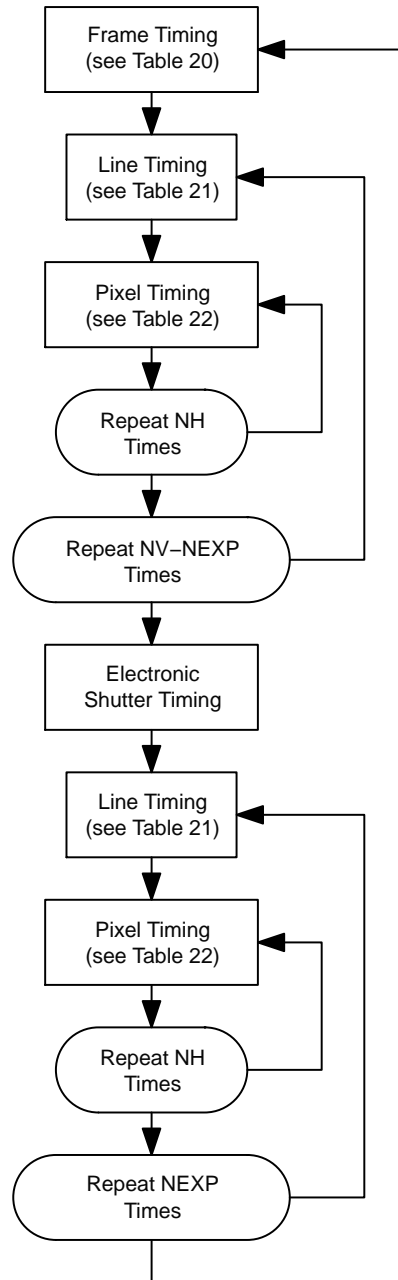 Frame Timing
(see Table 20)
Line Timing
(see Table 21)
Pixel Timing
(see Table 22)
Repeat NH
Times
Repeat NV−NEXP
Times
Electronic
Shutter Timing
Line Timing
(see Table 21)
Pixel Timing
(see Table 22)
Repeat NH
Times
Repeat NEXP
Times